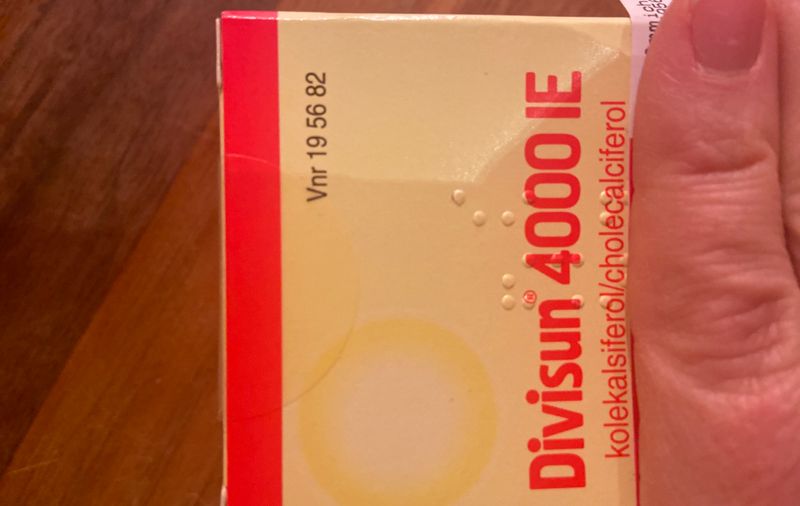 Vnr 19 56 82
Divisun® 4000 IE
kolekalsiferol/cholecalciferol